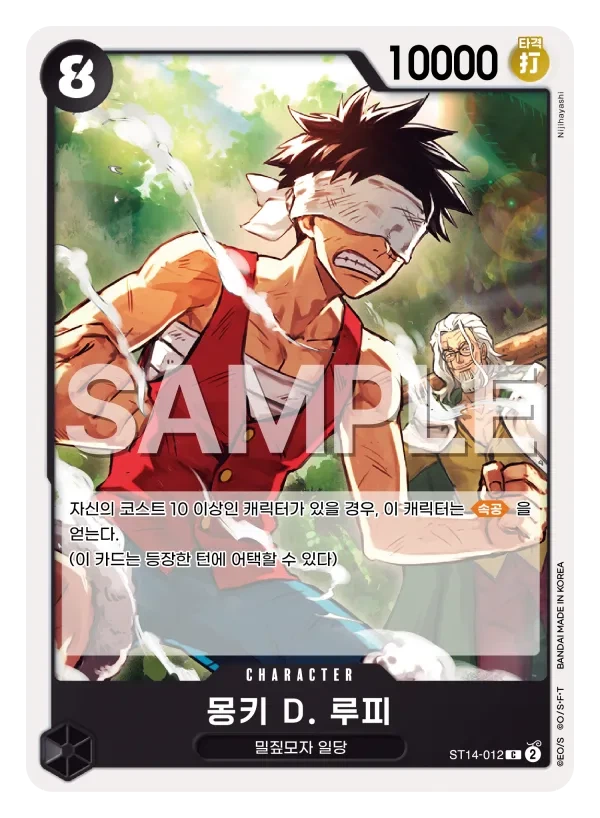 8
10000
타격
打
Nijihayashi
SAMPLE
자신의 코스트 10 이상인 캐릭터가 있을 경우, 이 캐릭터는 속공 을
얻는다.
(이 카드는 등장한 턴에 어택할 수 있다)
CHARACTER
몽키 D. 루피
밀짚모자 일당
ST14-012 C 2
©EO/S ©O/S·F·T BANDAI MADE IN KOREA